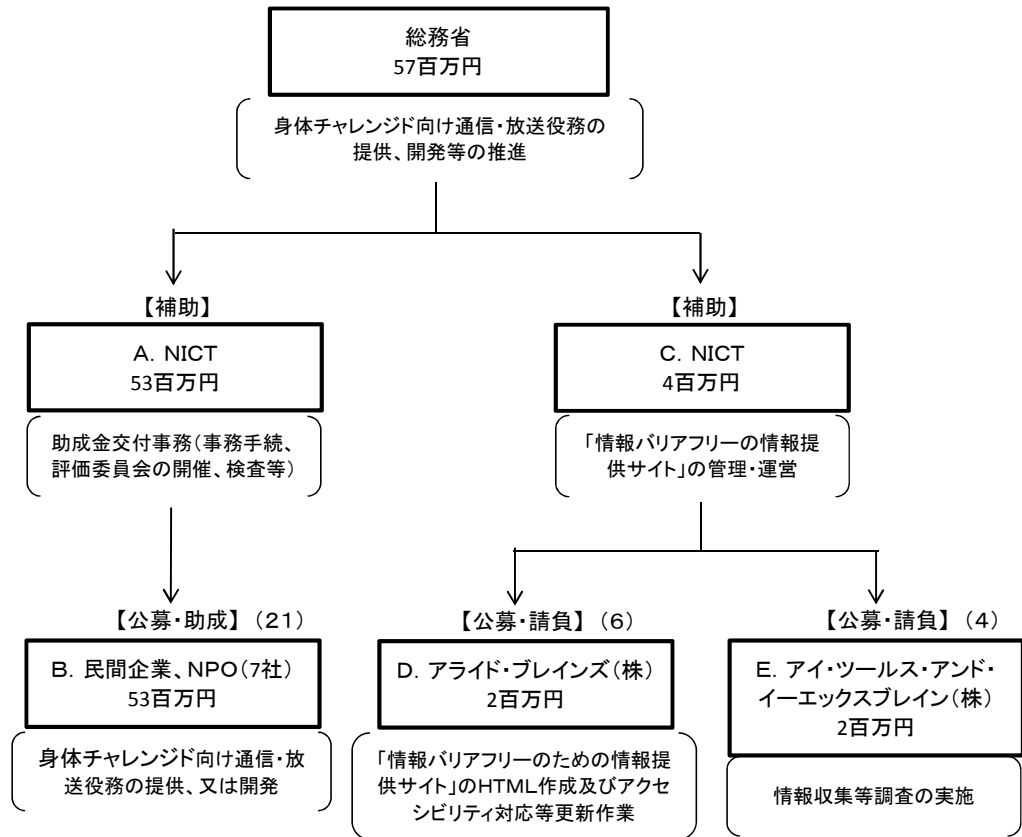 総務省
57百万円
身体チャレンジド向け通信・放送役務の
提供、開発等の推進
【補助】
A. NICT
53百万円
助成金交付事務(事務手続、
評価委員会の開催、検査等)
【補助】
C. NICT
4百万円
「情報バリアフリーの情報提
供サイト」の管理・運営
【公募・助成】(21)
B. 民間企業、NPO(7社)
53百万円
身体チャレンジド向け通信・放
送役務の提供、又は開発
【公募・請負】(6)
D. アライド・ブレインズ(株)
2百万円
「情報バリアフリーのための情報提
供サイト」のHTML作成及びアクセ
シビリティ対応等更新作業
【公募・請負】(4)
E. アイ・ツールス・アンド・
イーエックスブレイン(株)
2百万円
情報収集等調査の実施